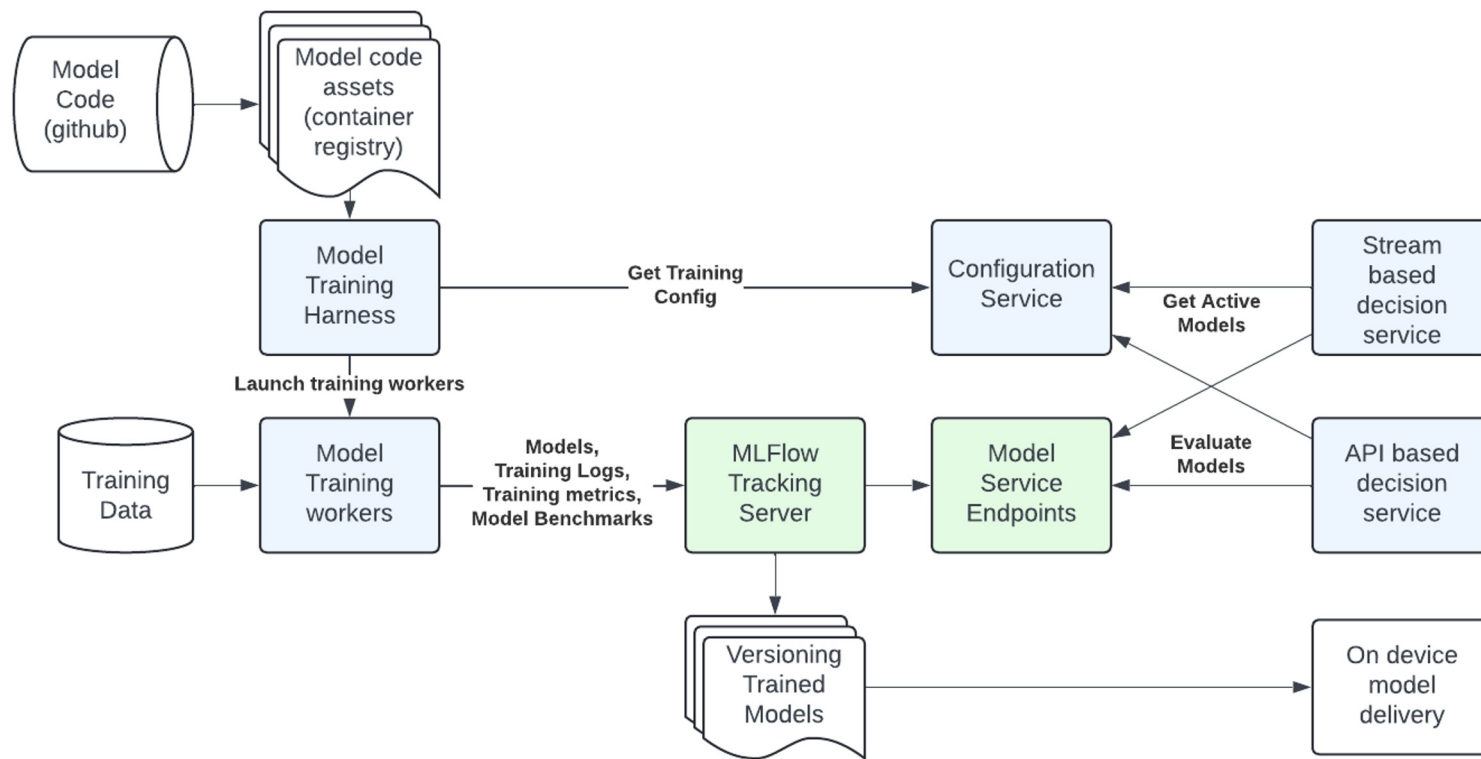 Model
Code
(github)
Model code
assets
(container
registry)
Model
Training
Harness
Get Training
Config
Configuration
Service
Get Active
Models
Stream
based
decision
service
Launch training workers
Training
Data
Model
Training
workers
Models,
Training Logs,
Training metrics,
Model Benchmarks
MLFlow
Tracking
Server
Model
Service
Endpoints
Evaluate
Models
API based
decision
service
Versioning
Trained
Models
On device
model
delivery